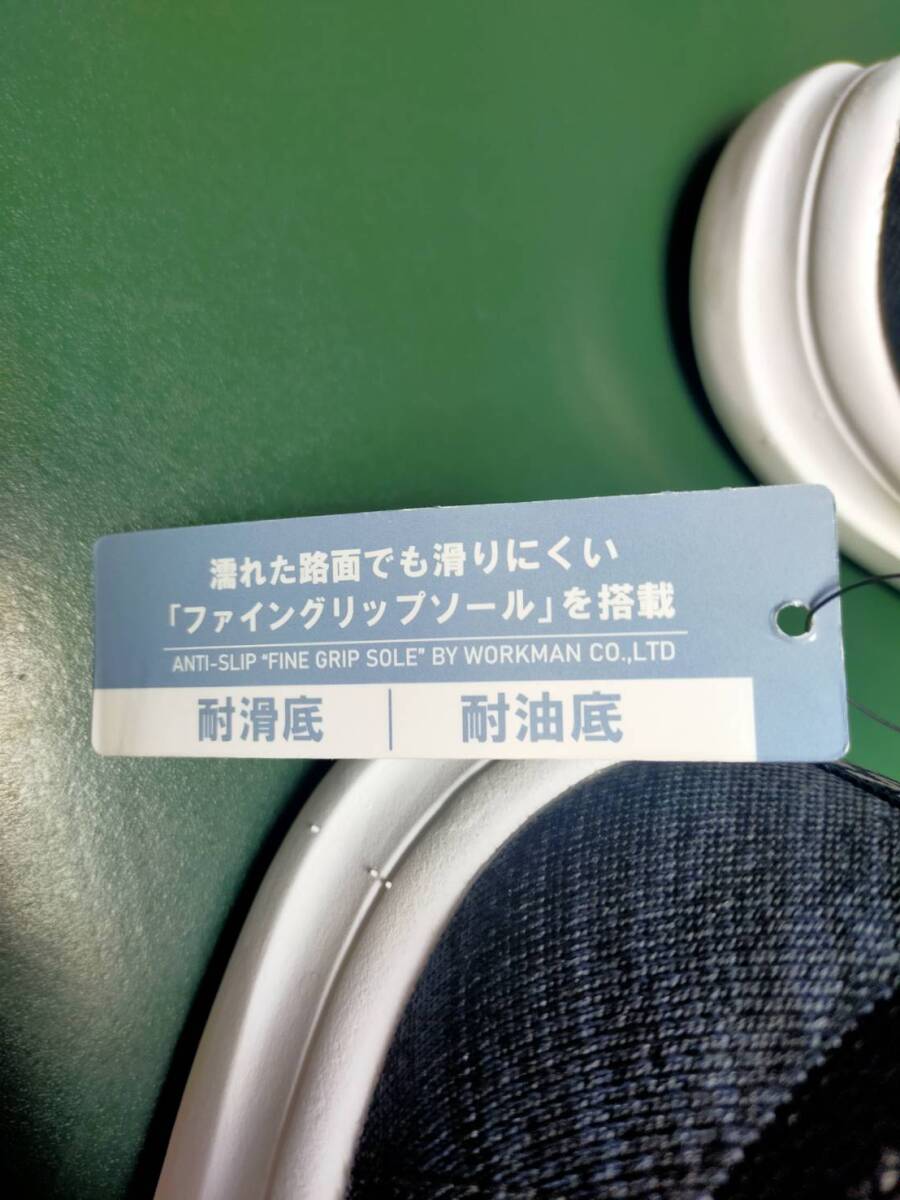 濡れた路面でも滑りにくい
「ファイングリップソール」を搭載
ANTI-SLIP “FINE GRIP SOLE” BY WORKMAN CO.,LTD
耐滑底 | 耐油底